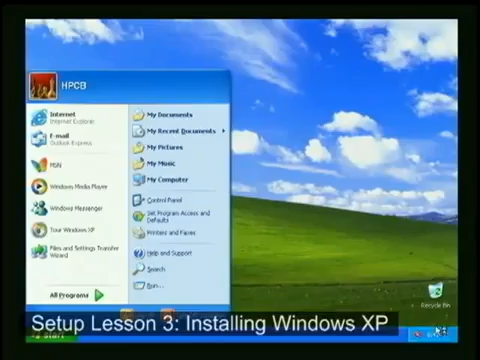 HPCB
Internet
Internet Explorer
E-mail
Outlook Express
MSN
Windows Media Player
Windows Messenger
Tour Windows XP
Files and Settings Transfer
Wizard
All Programs
My Documents
My Recent Documents
My Pictures
My Music
My Computer
Control Panel
Set Program Access and
Defaults
Printers and Faxes
Help and Support
Search
Run...
Recycle Bin
Setup Lesson 3: Installing Windows XP
start